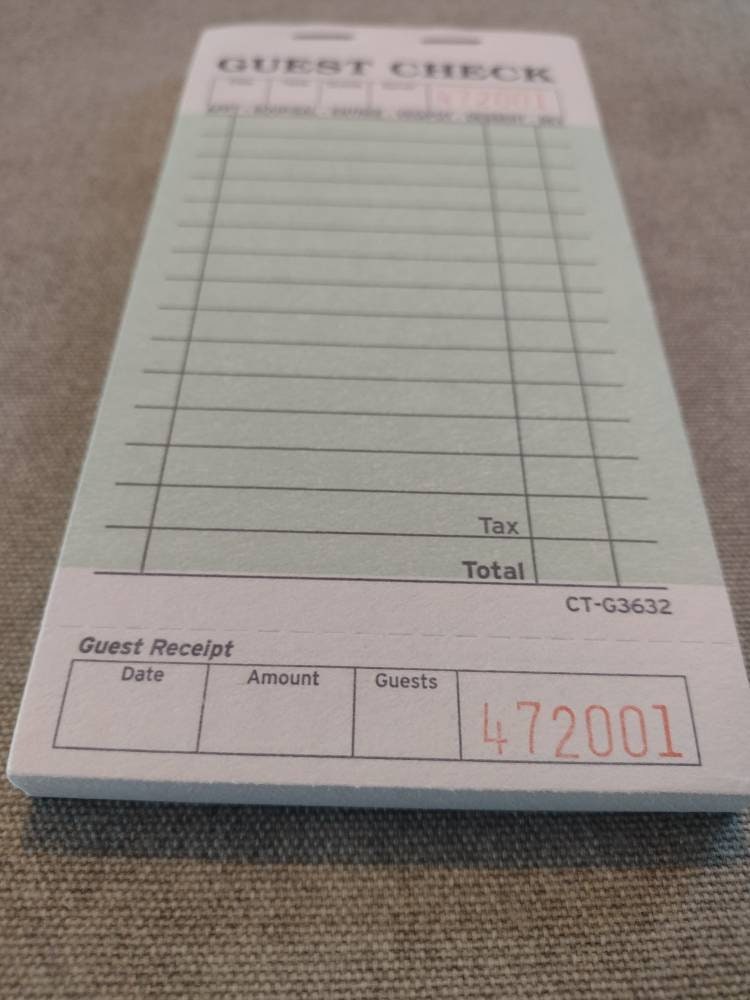 GUEST CHECK
472001
Tax
Total
CT-G3632
Guest Receipt
Date Amount Guests 472001